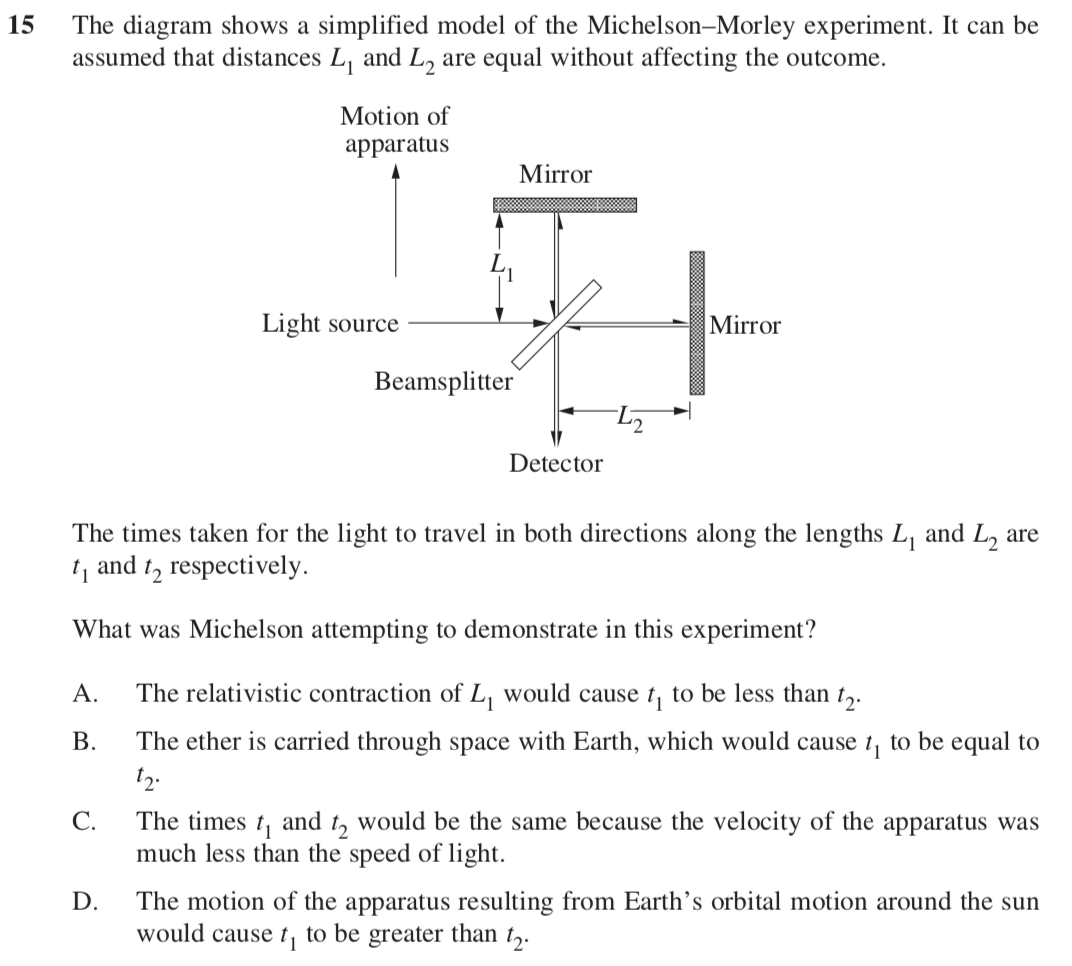 15 The diagram shows a simplified model of the Michelson–Morley experiment. It can be
assumed that distances L₁ and L₂ are equal without affecting the outcome.
Motion of
apparatus
Mirror
L₁
Light source
Mirror
Beamsplitter
L₂
Detector
The times taken for the light to travel in both directions along the lengths L₁ and L₂ are
t₁ and t₂ respectively.
What was Michelson attempting to demonstrate in this experiment?
A. The relativistic contraction of L₁ would cause t₁ to be less than t₂.
B. The ether is carried through space with Earth, which would cause t₁ to be equal to
t₂.
C. The times t₁ and t₂ would be the same because the velocity of the apparatus was
much less than the speed of light.
D. The motion of the apparatus resulting from Earth’s orbital motion around the sun
would cause t₁ to be greater than t₂.